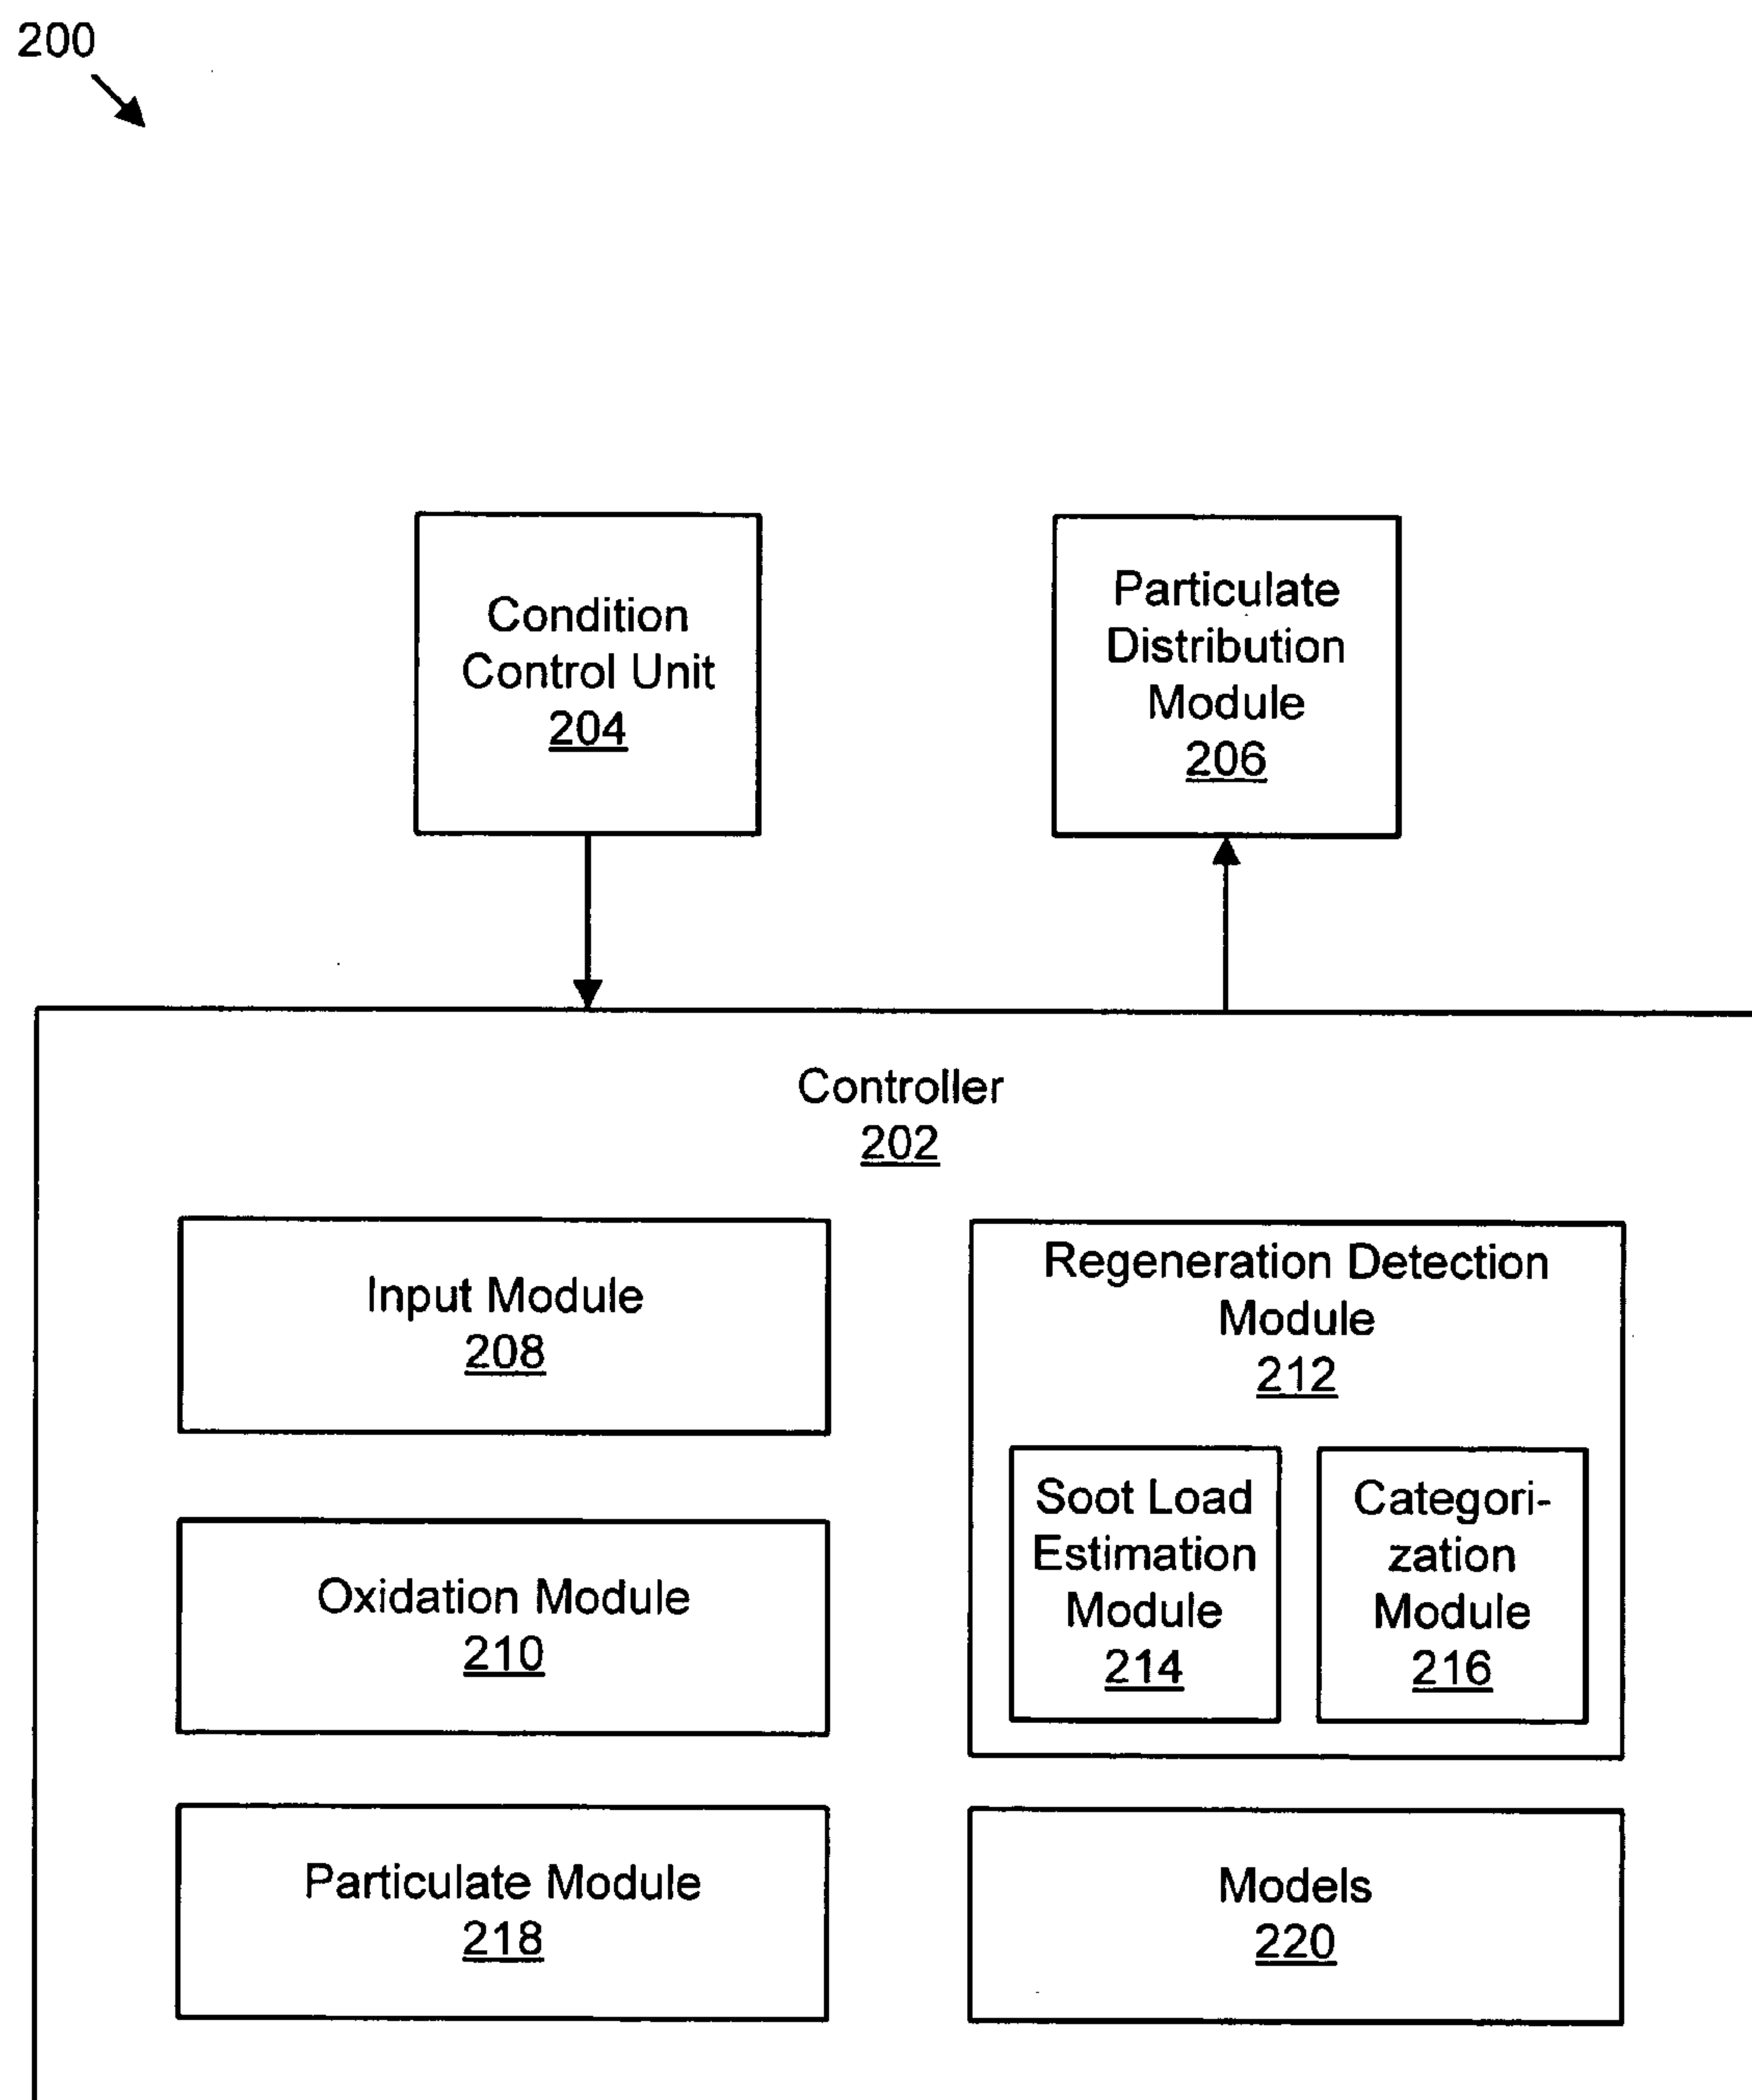 200
Condition
Control Unit
204
Particulate
Distribution
Module
206
Controller
202
Input Module
208
Regeneration Detection
Module
212
Soot Load
Estimation
Module
214
Categori-
zation
Module
216
Oxidation Module
210
Particulate Module
218
Models
220